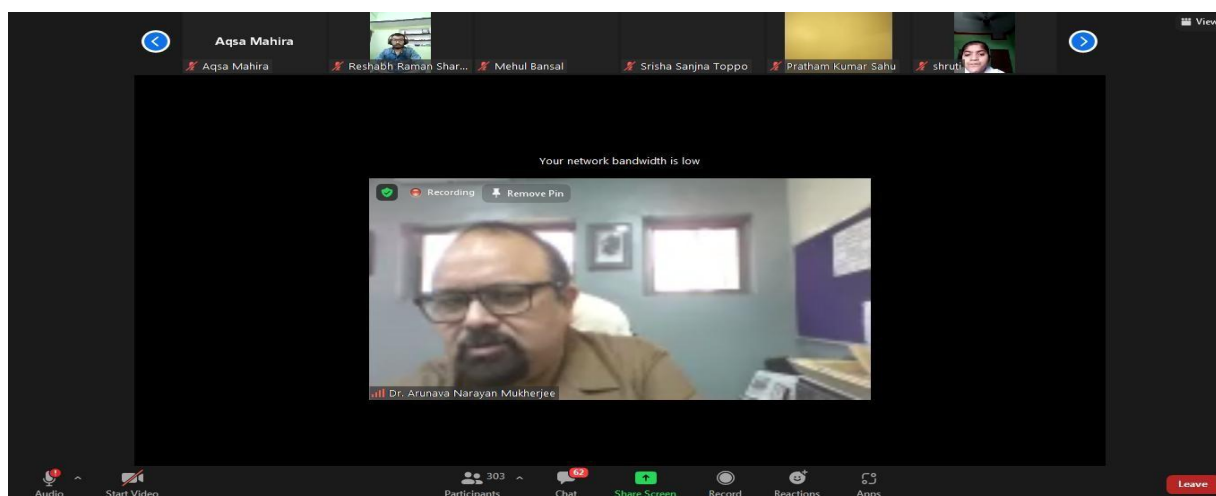 View
Aqsa Mahira
Aqsa Mahira
Reshabh Raman Shar...
Mehul Bansal
Srisha Sanjna Toppo
Pratham Kumar Sahu
shruti
Your network bandwidth is low
Recording
Remove Pin
Dr. Arunava Narayan Mukherjee
303
62
Audio
Start Video
Participants
Chat
Share Screen
Record
Reactions
Apps
Leave